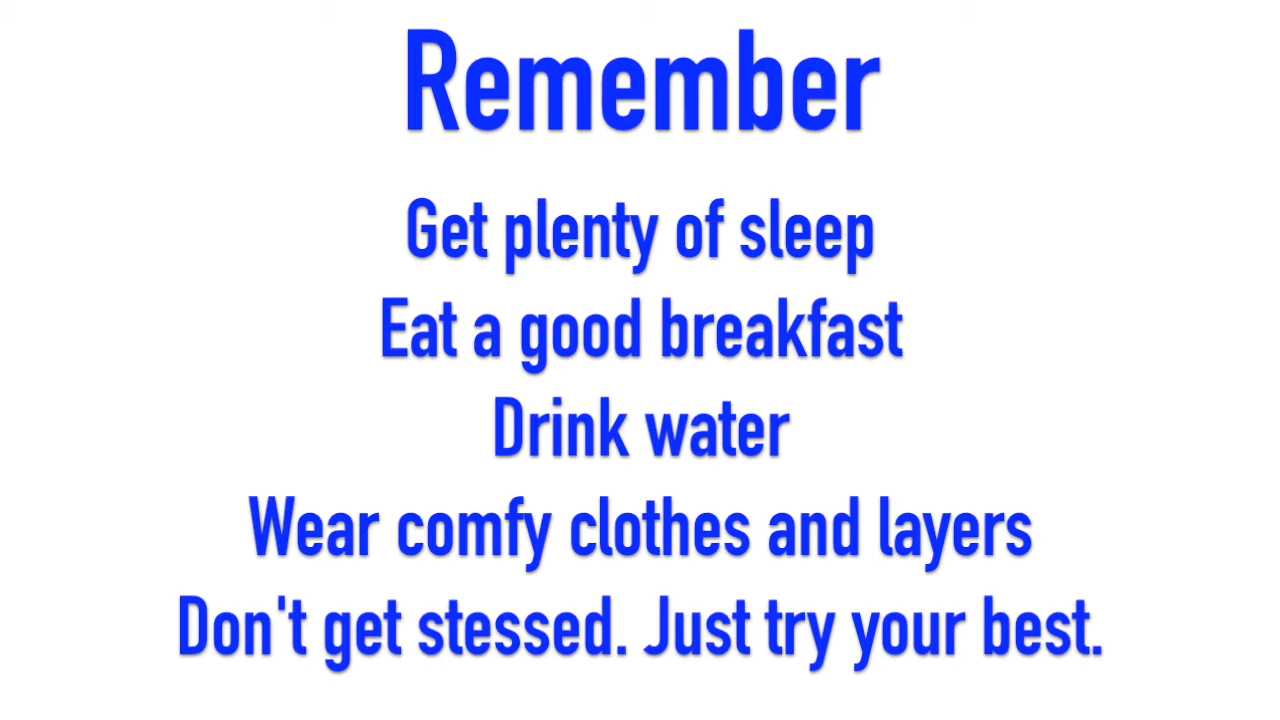 Remember
Get plenty of sleep
Eat a good breakfast
Drink water
Wear comfy clothes and layers
Don't get stessed. Just try your best.